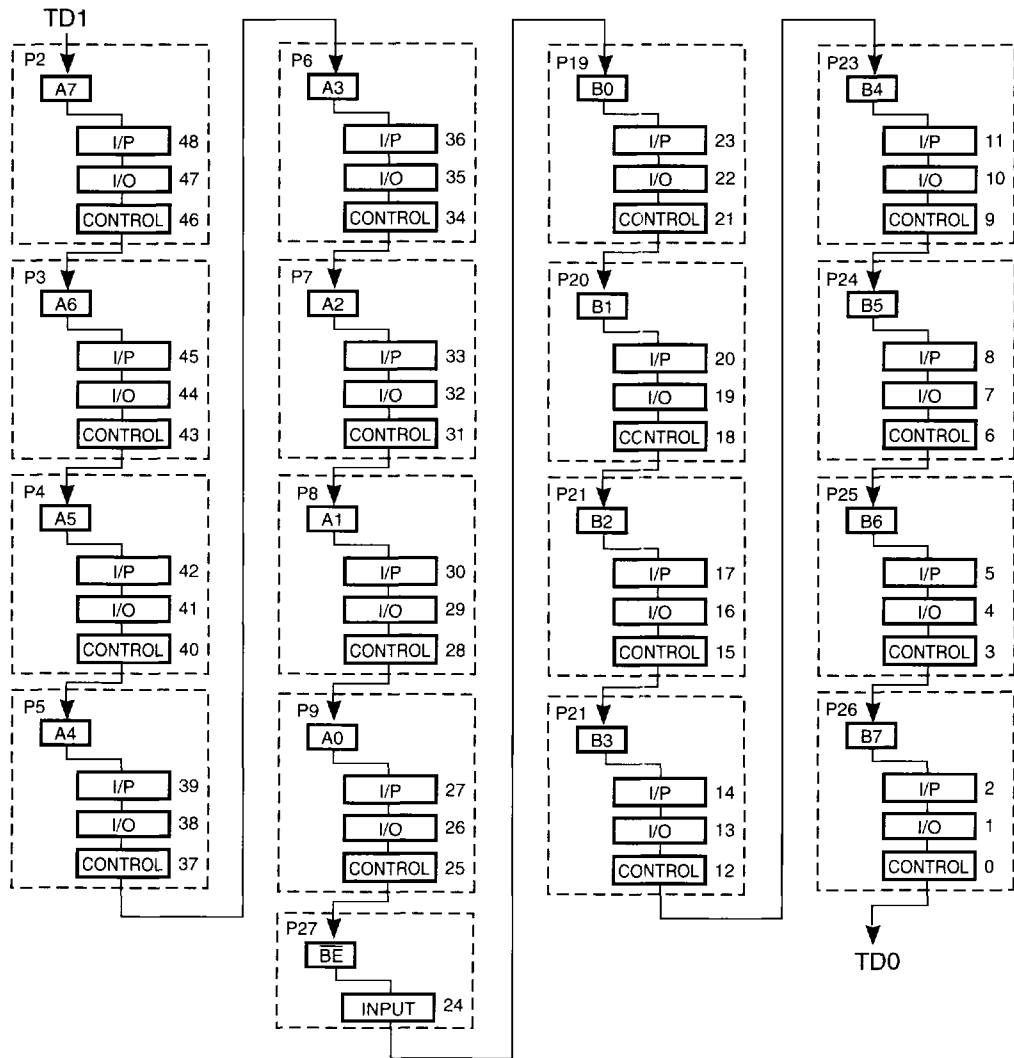 TD1
P2
A7
I/P 48
I/O 47
CONTROL 46
P3
A6
I/P 45
I/O 44
CONTROL 43
P4
A5
I/P 42
I/O 41
CONTROL 40
P5
A4
I/P 39
I/O 38
CONTROL 37
P6
A3
I/P 36
I/O 35
CONTROL 34
P7
A2
I/P 33
I/O 32
CONTROL 31
P8
A1
I/P 30
I/O 29
CONTROL 28
P9
A0
I/P 27
I/O 26
CONTROL 25
P27
B̅E̅
INPUT 24
P19
B0
I/P 23
I/O 22
CONTROL 21
P20
B1
I/P 20
I/O 19
CONTROL 18
P21
B2
I/P 17
I/O 16
CONTROL 15
P21
B3
I/P 14
I/O 13
CONTROL 12
P23
B4
I/P 11
I/O 10
CONTROL 9
P24
B5
I/P 8
I/O 7
CONTROL 6
P25
B6
I/P 5
I/O 4
CONTROL 3
P26
B7
I/P 2
I/O 1
CONTROL 0
TD0